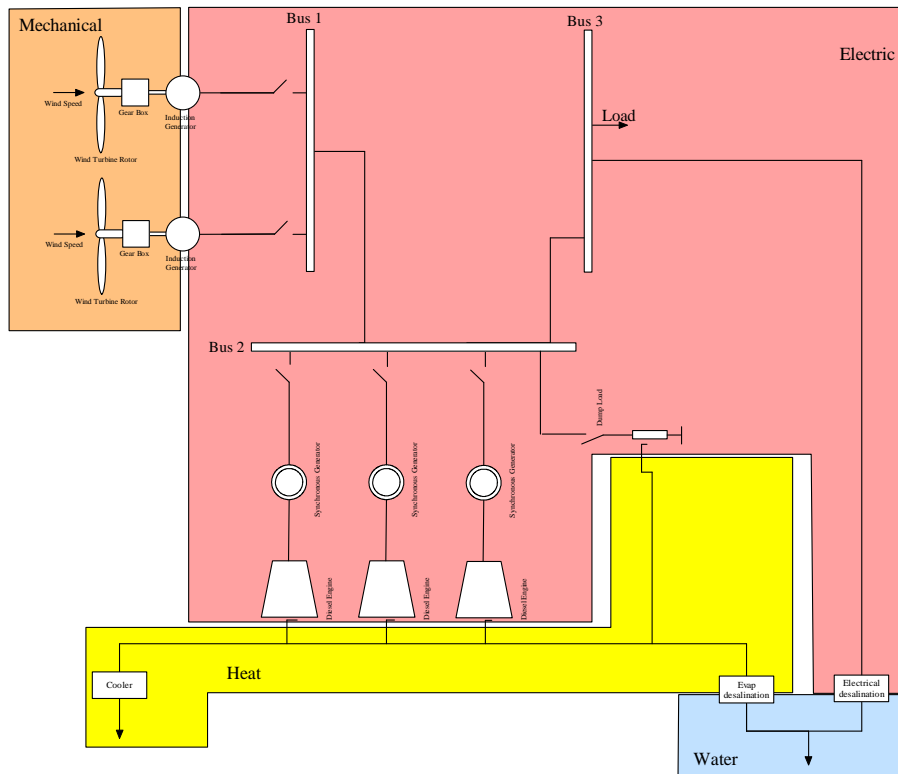 Mechanical
Bus 1
Bus 3
Electric
Wind Speed
Gear Box
Induction
Generator
Wind Turbine Rotor
Load
Wind Speed
Gear Box
Induction
Generator
Wind Turbine Rotor
Bus 2
Dump Load
Synchronous Generator
Synchronous Generator
Synchronous Generator
Diesel Engine
Diesel Engine
Diesel Engine
Heat
Cooler
Evap
desalination
Electrical
desalination
Water